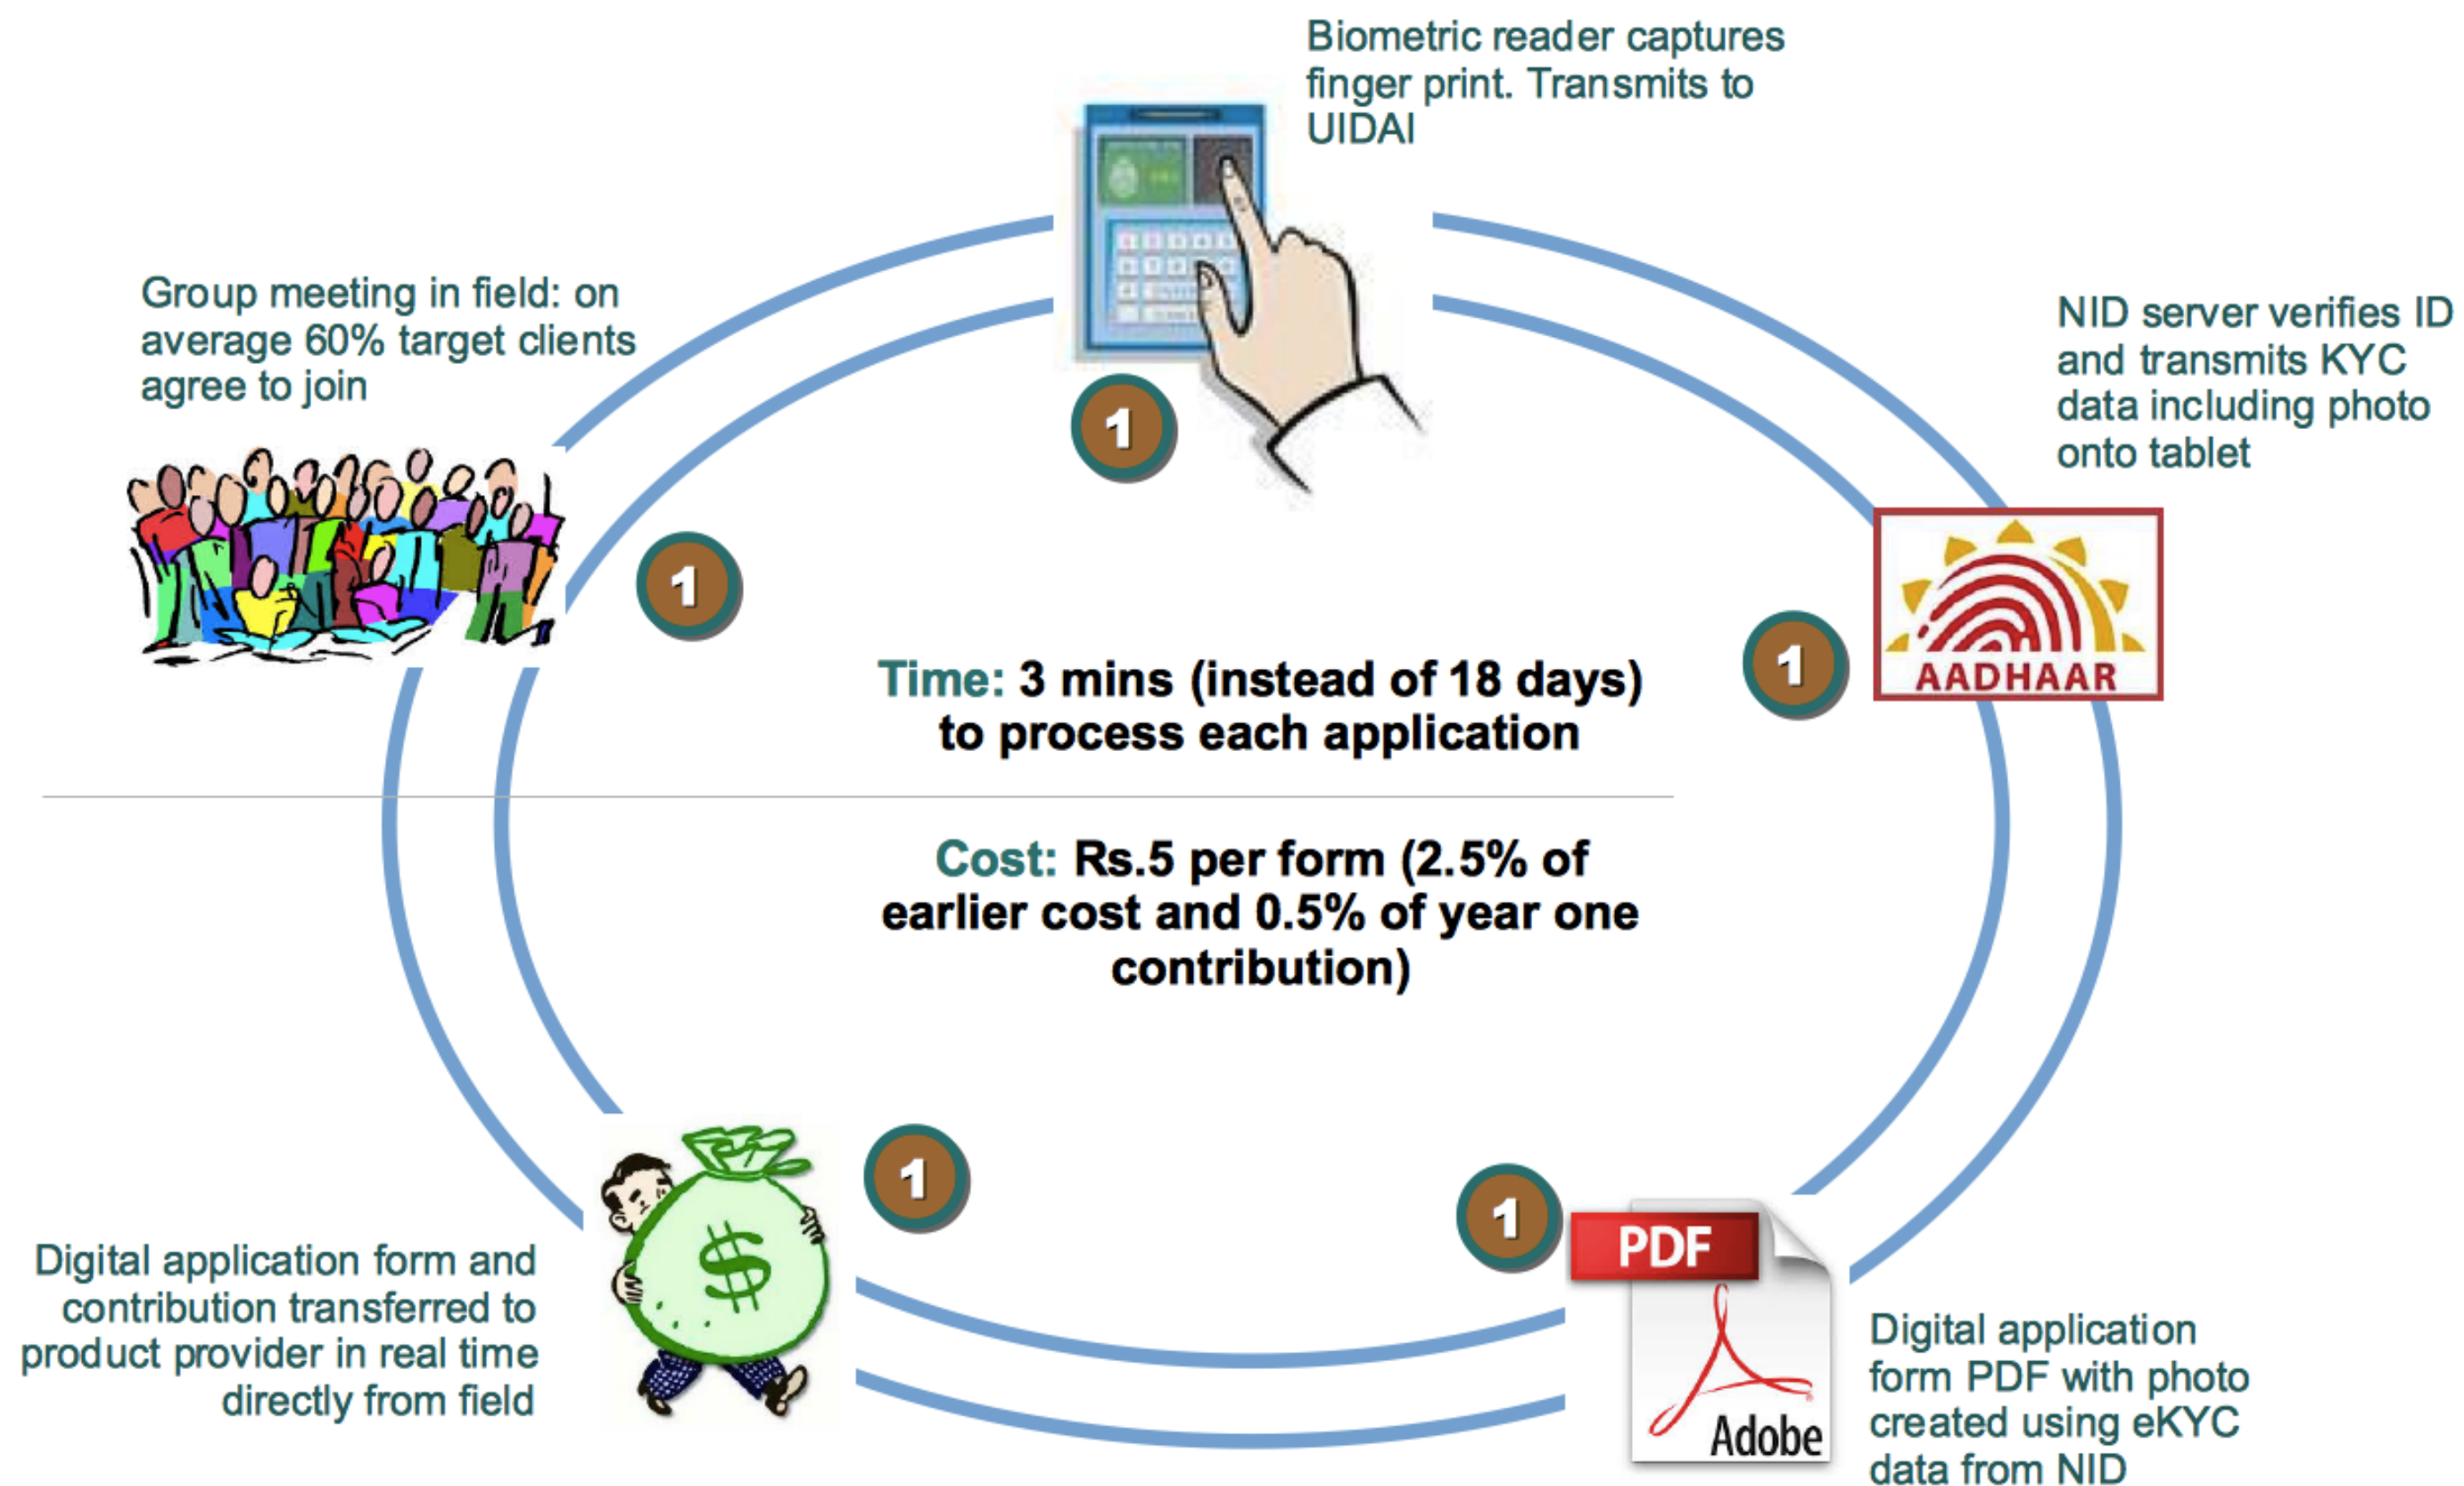 Biometric reader captures
finger print. Transmits to
UIDAI
Group meeting in field: on
average 60% target clients
agree to join
1
1
NID server verifies ID
and transmits KYC
data including photo
onto tablet
1
AADHAAR
Time: 3 mins (instead of 18 days)
to process each application
Cost: Rs.5 per form (2.5% of
earlier cost and 0.5% of year one
contribution)
1
$
Digital application form and
contribution transferred to
product provider in real time
directly from field
1
PDF
Adobe
Digital application
form PDF with photo
created using eKYC
data from NID